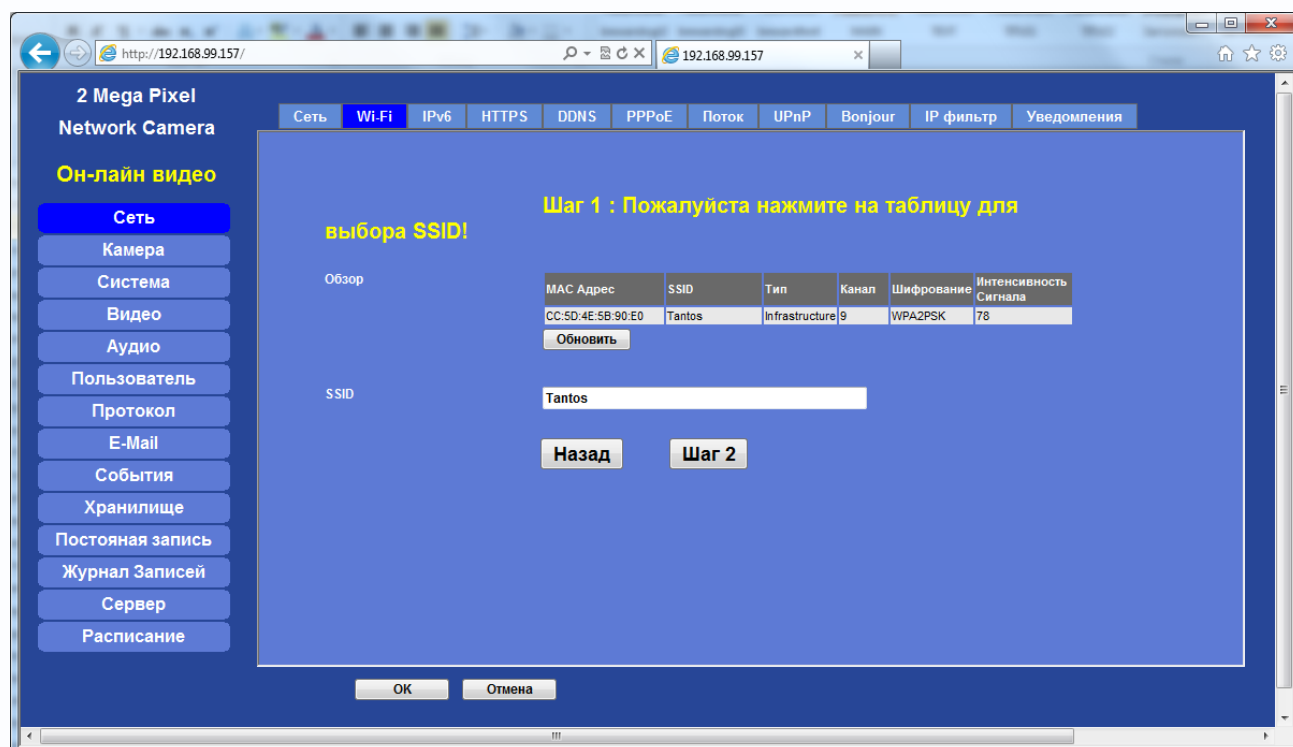 http://192.168.99.157/
192.168.99.157
2 Mega Pixel
Network Camera
Он-лайн видео
Сеть
Камера
Система
Видео
Аудио
Пользователь
Протокол
E-Mail
События
Хранилище
Постояная запись
Журнал Записей
Сервер
Расписание
Сеть Wi-Fi IPv6 HTTPS DDNS PPPoE Поток UPnP Bonjour IP фильтр Уведомления
Шаг 1 : Пожалуйста нажмите на таблицу для
выбора SSID!
Обзор
МАС Адрес SSID Тип Канал Шифрование Интенсивность Сигнала
CC:5D:4E:5B:90:E0 Tantos Infrastructure 9 WPA2PSK 78
Обновить
SSID
Tantos
Назад Шаг 2
OK Отмена